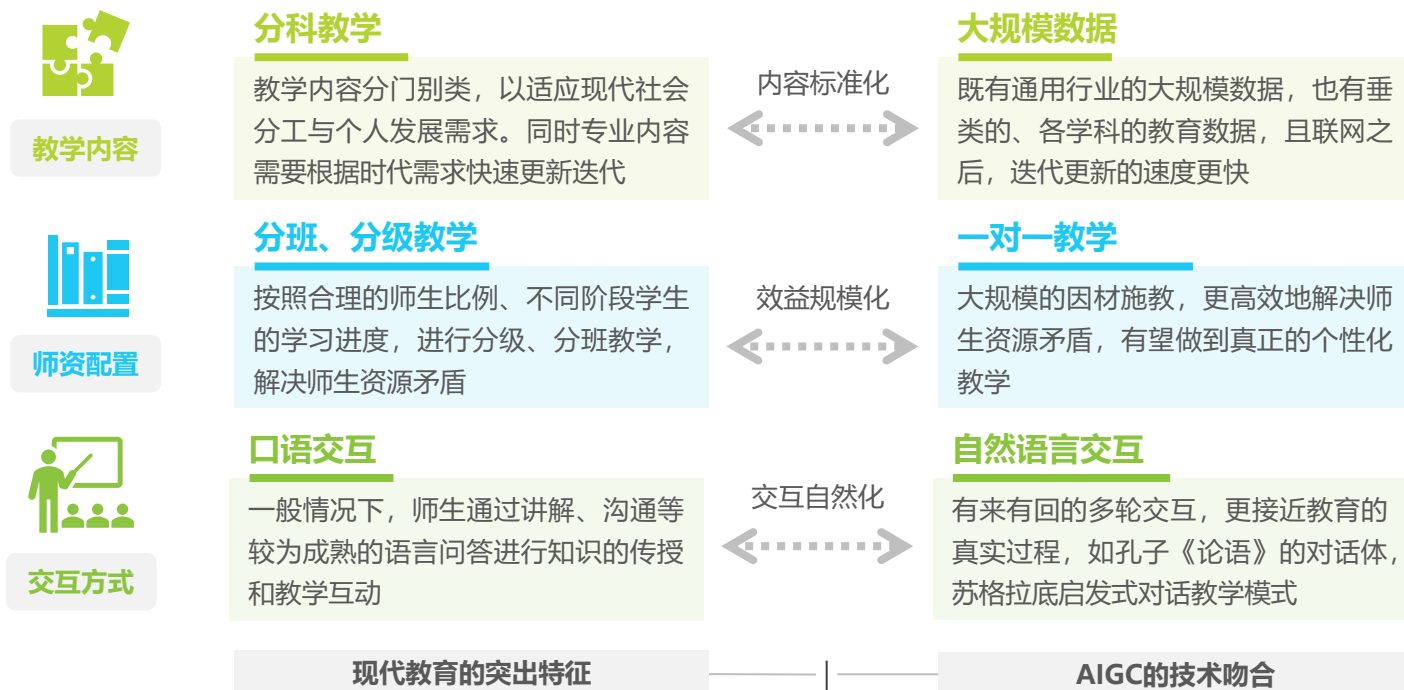 教学内容
分科教学
教学内容分门别类，以适应现代社会
分工与个人发展需求。同时专业内容
需要根据时代需求快速更新迭代
内容标准化
大规模数据
既有通用行业的大规模数据，也有垂
类的、各学科的教育数据，且联网之
后，迭代更新的速度更快
师资配置
分班、分级教学
按照合理的师生比例、不同阶段学生
的学习进度，进行分级、分班教学，
解决师生资源矛盾
效益规模化
一对一教学
大规模的因材施教，更高效地解决师
生资源矛盾，有望做到真正的个性化
教学
交互方式
口语交互
一般情况下，师生通过讲解、沟通等
较为成熟的语言问答进行知识的传授
和教学互动
交互自然化
自然语言交互
有来有回的多轮交互，更接近教育的
真实过程，如孔子《论语》的对话体，
苏格拉底启发式对话教学模式
现代教育的突出特征
AIGC的技术吻合